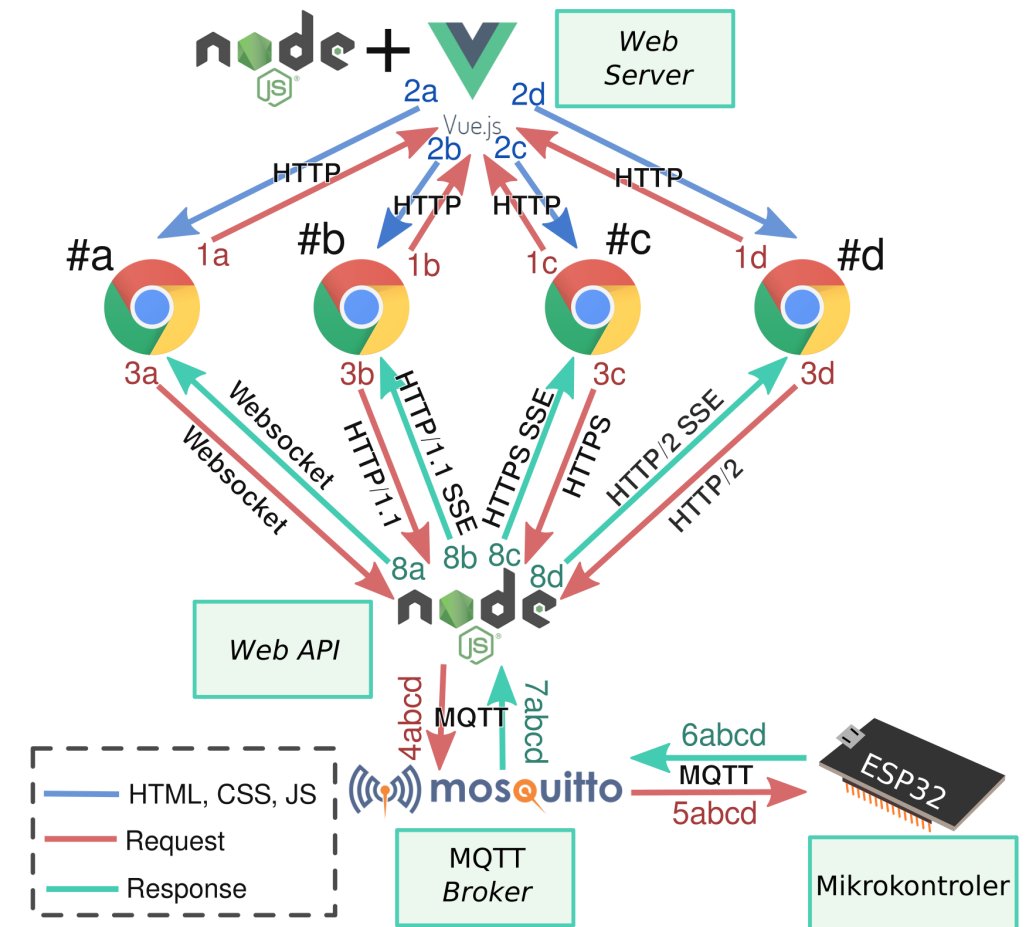 node
JS
+
Web
Server
2a
2d
Vue.js
2b
2c
HTTP
HTTP
HTTP
HTTP
#a
#b
#c
#d
1a
1b
1c
1d
3a
3b
3c
3d
Websocket
Websocket
HTTP/1.1
HTTP/1.1 SSE
HTTPS SSE
HTTPS
HTTP/2 SSE
HTTP/2
8a
8b
8c
8d
node
JS
Web API
4abcd
MQTT
7abcd
mosquitto
6abcd
MQTT
5abcd
ESP32
HTML, CSS, JS
Request
Response
MQTT
Broker
Mikrokontroler